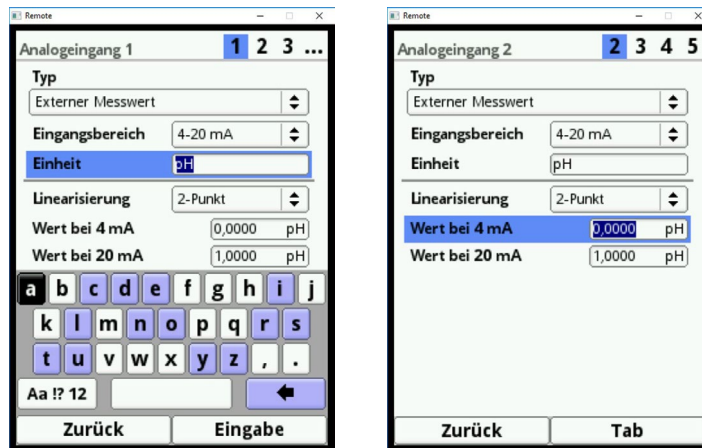 Remote
Analogeingang 1 1 2 3 ...
Typ
Externer Messwert
Eingangsbereich 4-20 mA
Einheit pH
Linearisierung 2-Punkt
Wert bei 4 mA 0,0000 pH
Wert bei 20 mA 1,0000 pH
a b c d e f g h i j
k l m n o p q r s
t u v w x y z , .
Aa !? 12
Zurück Eingabe
Remote
Analogeingang 2 2 3 4 5
Typ
Externer Messwert
Eingangsbereich 4-20 mA
Einheit pH
Linearisierung 2-Punkt
Wert bei 4 mA 0,0000 pH
Wert bei 20 mA 1,0000 pH
Zurück Tab